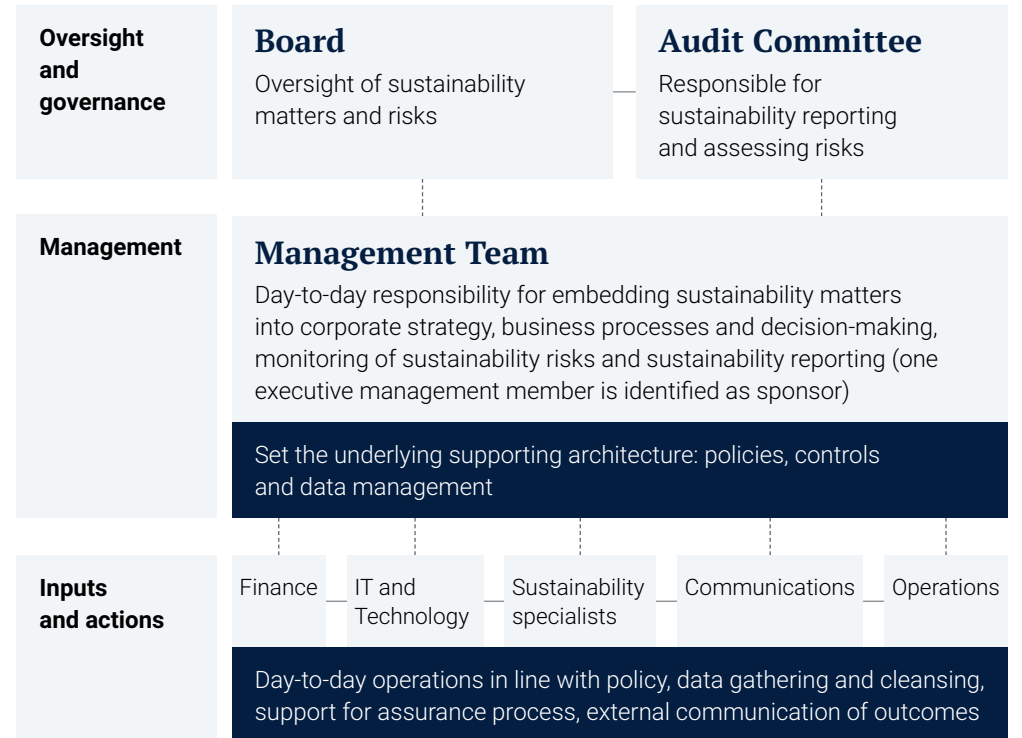 Oversight
and
governance
Board
Oversight of sustainability
matters and risks
Audit Committee
Responsible for
sustainability reporting
and assessing risks
Management
Management Team
Day-to-day responsibility for embedding sustainability matters
into corporate strategy, business processes and decision-making,
monitoring of sustainability risks and sustainability reporting (one
executive management member is identified as sponsor)
Set the underlying supporting architecture: policies, controls
and data management
Inputs
and actions
Finance
IT and
Technology
Sustainability
specialists
Communications
Operations
Day-to-day operations in line with policy, data gathering and cleansing,
support for assurance process, external communication of outcomes